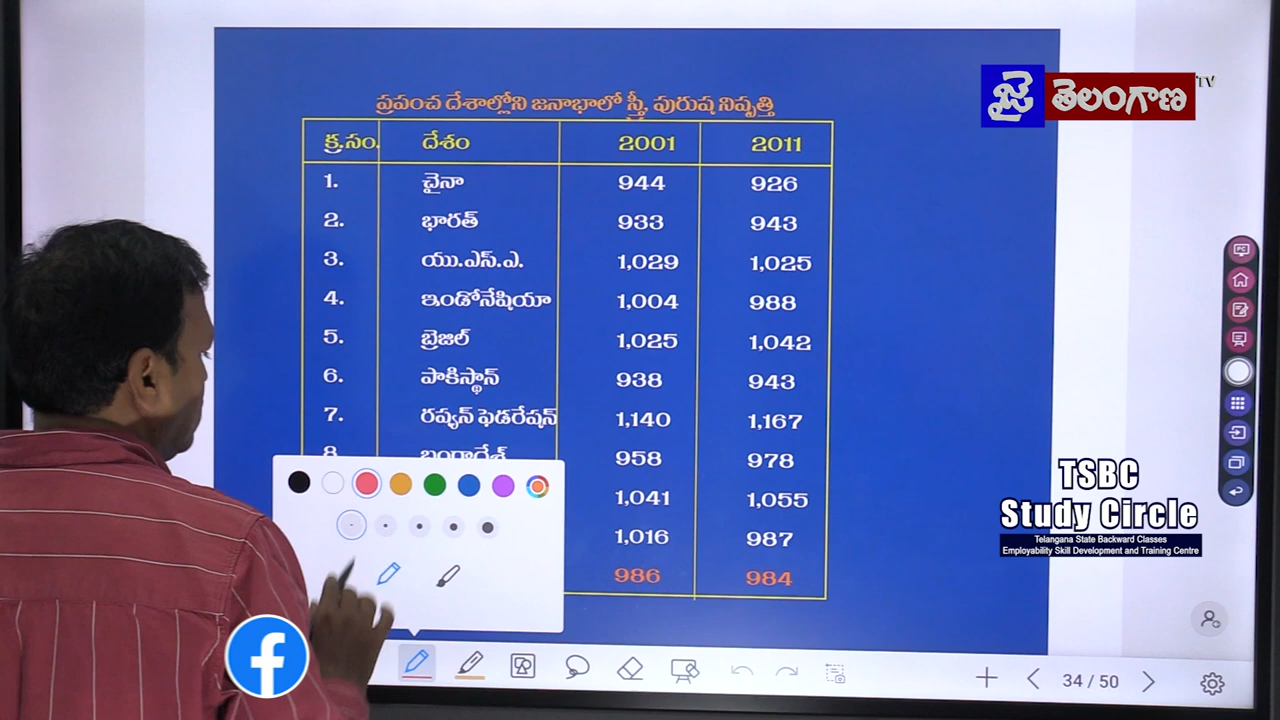 జై తెలంగాణ TV
ప్రపంచ దేశాల్లోని జనాభాలో స్త్రీ, పురుష నిష్పత్తి
క్ర.సం. దేశం 2001 2011
1. చైనా 944 926
2. భారత్ 933 943
3. యు.ఎస్.ఎ. 1,029 1,025
4. ఇండోనేషియా 1,004 988
5. బ్రెజిల్ 1,025 1,042
6. పాకిస్థాన్ 938 943
7. రష్యన్ ఫెడరేషన్ 1,140 1,167
8. బంగ్లాదేశ్ 958 978
1,041 1,055
1,016 987
986 984
TSBC
Study Circle
Telangana State Backward Classes
Employability Skill Development and Training Centre
34 / 50